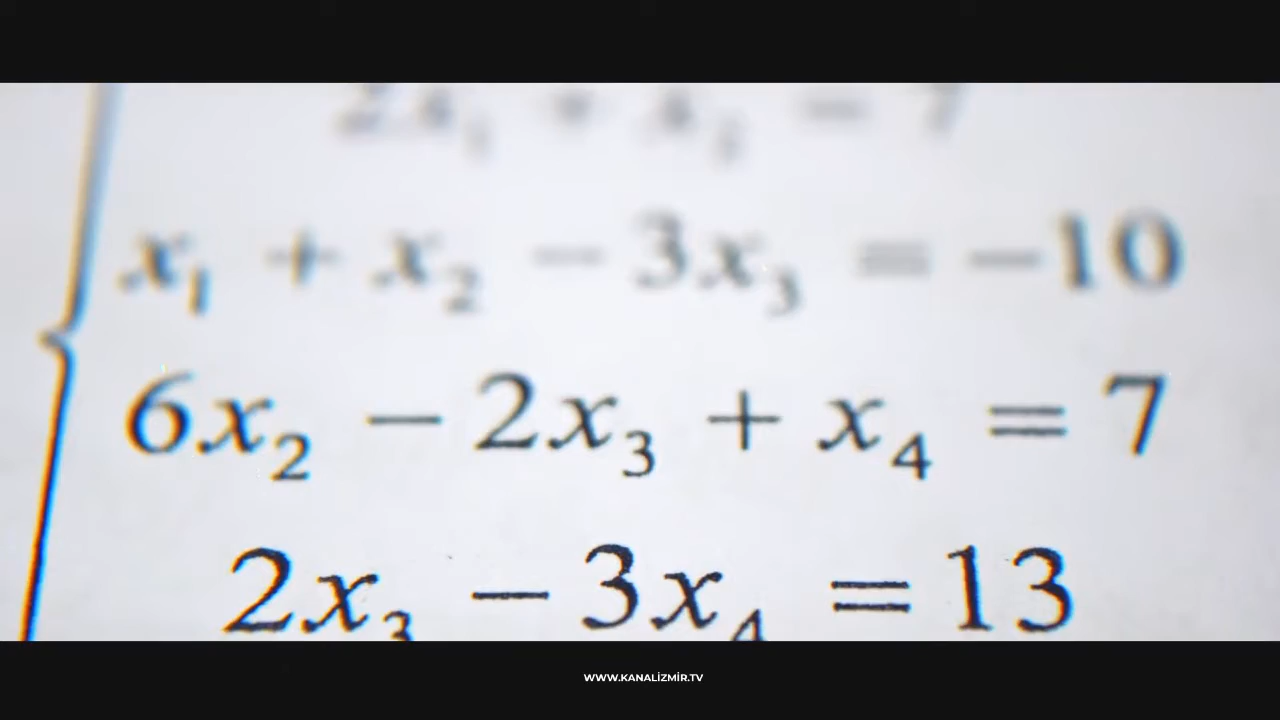 x₁ + x₂ − 3x₃ = −10
6x₂ − 2x₃ + x₄ = 7
2x₃ − 3x₄ = 13
WWW.KANALİZMİR.TV